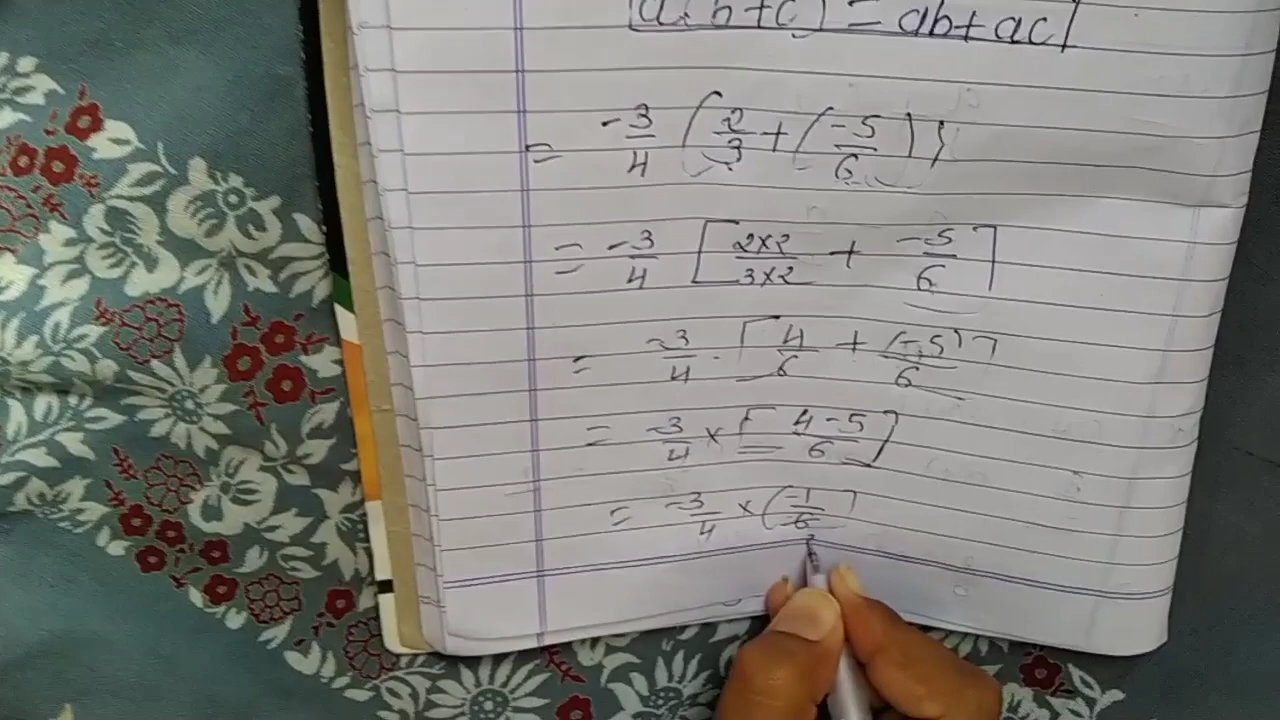 a(b+c) = ab+ac
= -3/4 (2/3 + (-5/6)}
= -3/4 [2×2/3×2 + -5/6]
= -3/4 · [4/6 + (-5)/6]
= -3/4 × [4-5/6]
= -3/4 × (-1/6)
2